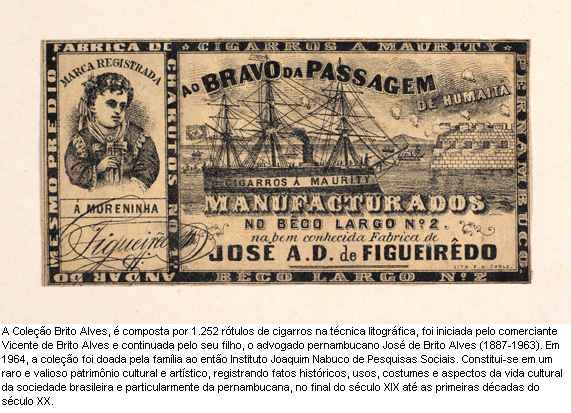 FABRICA DE CIGARROS A MAURITY PERNAMBUCO.
MESMO PREDIO.
CHARUTOS NO
ANDAR DO
MARCA REGISTRADA
A MORENINHA
Figueirêdo
AO BRAVO DA PASSAGEM
DE HUMAITA
CIGARROS Á MAURITY
MANUFACTURADOS
NO BÉCO LARGO Nº 2
na bem conhecida Fabrica de
JOSÉ A.D. de FIGUEIRÊDO
BÉCO LARGO Nº 2
A Coleção Brito Alves, é composta por 1.252 rótulos de cigarros na técnica litográfica, foi iniciada pelo comerciante
Vicente de Brito Alves e continuada pelo seu filho, o advogado pernambucano José de Brito Alves (1887-1963). Em
1964, a coleção foi doada pela família ao então Instituto Joaquim Nabuco de Pesquisas Sociais. Constitui-se em um
raro e valioso patrimônio cultural e artístico, registrando fatos históricos, usos, costumes e aspectos da vida cultural
da sociedade brasileira e particularmente da pernambucana, no final do século XIX até as primeiras décadas do
século XX.